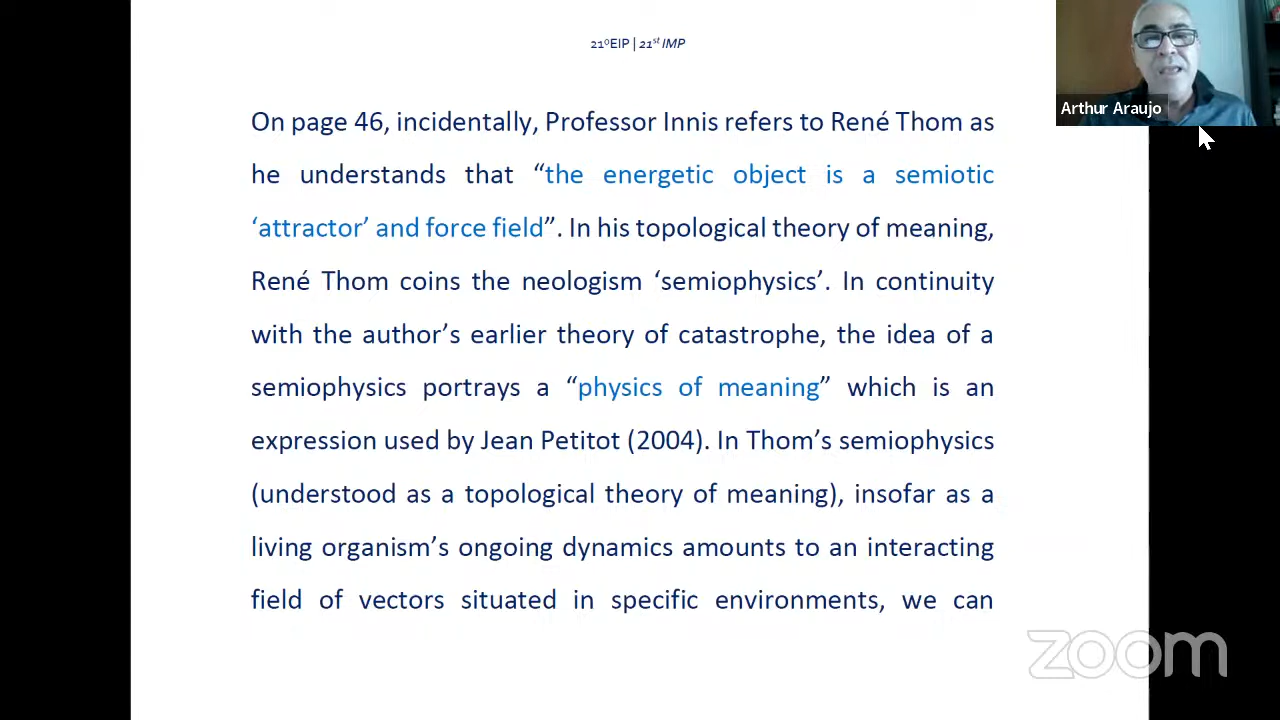 21ºEIP | 21st IMP
Arthur Araujo
On page 46, incidentally, Professor Innis refers to René Thom as
he understands that “the energetic object is a semiotic
‘attractor’ and force field”. In his topological theory of meaning,
René Thom coins the neologism ‘semiophysics’. In continuity
with the author’s earlier theory of catastrophe, the idea of a
semiophysics portrays a “physics of meaning” which is an
expression used by Jean Petitot (2004). In Thom’s semiophysics
(understood as a topological theory of meaning), insofar as a
living organism’s ongoing dynamics amounts to an interacting
field of vectors situated in specific environments, we can
zoom